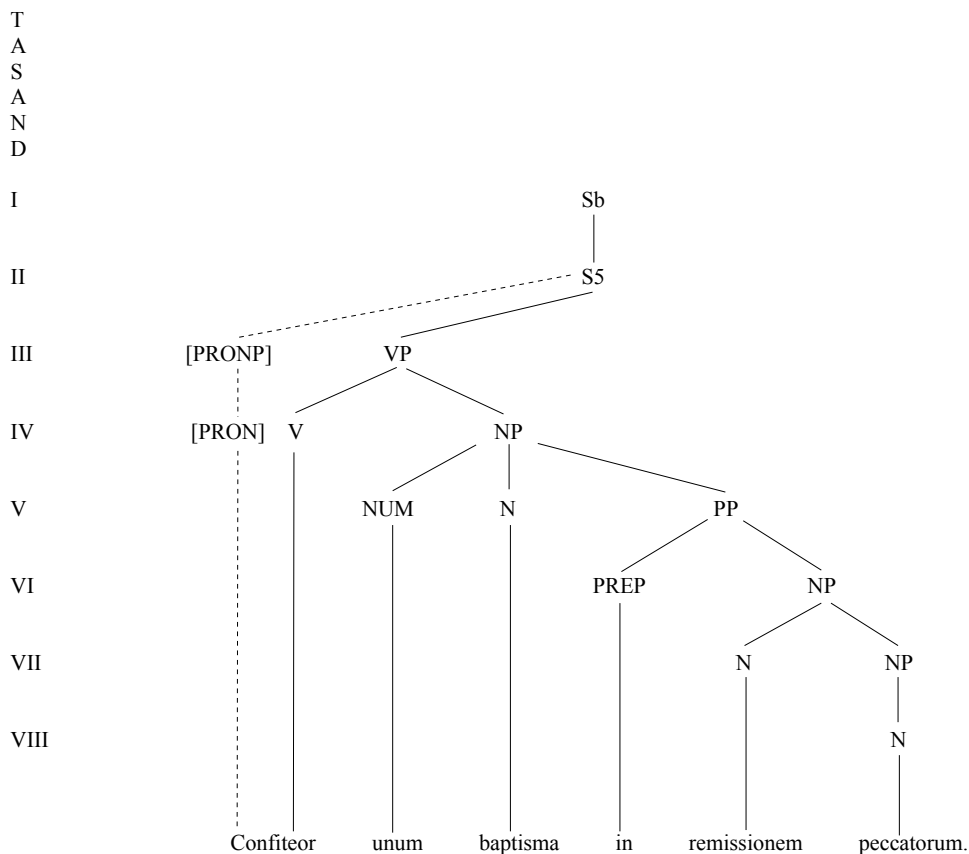 T
A
S
A
N
D
I Sb
II S5
III [PRONP] VP
IV [PRON] V NP
V NUM N PP
VI PREP NP
VII N NP
VIII N
Confiteor unum baptisma in remissionem peccatorum.